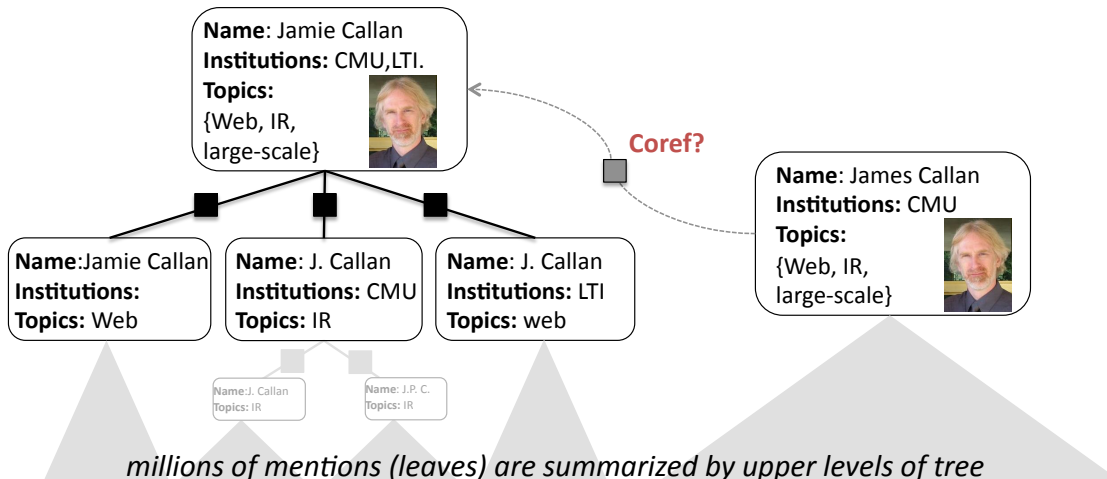 Name: Jamie Callan
Institutions: CMU,LTI.
Topics:
{Web, IR,
large-scale}
Coref?
Name: James Callan
Institutions: CMU
Topics:
{Web, IR,
large-scale}
Name:Jamie Callan
Institutions:
Topics: Web
Name: J. Callan
Institutions: CMU
Topics: IR
Name: J. Callan
Institutions: LTI
Topics: web
Name:J. Callan
Topics: IR
Name: J.P. C.
Topics: IR
millions of mentions (leaves) are summarized by upper levels of tree